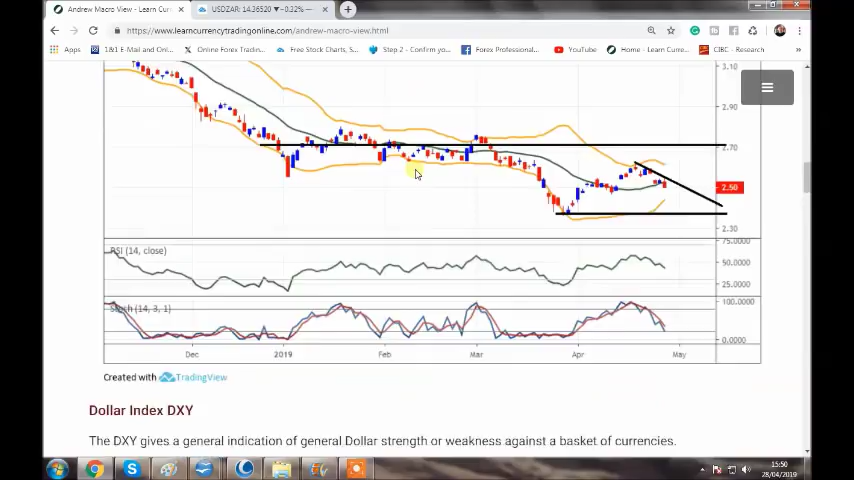 Andrew Macro View - Learn Curre
USDZAR: 14.36520 ▼−0.32%
https://www.learncurrencytradingonline.com/andrew-macro-view.html
Apps
1&1 E-Mail and Onl...
Online Forex Trading...
Free Stock Charts, S...
Step 2 - Confirm yo...
Forex Professional...
YouTube
Home - Learn Curre...
CIBC - Research
3.10
2.90
2.70
2.50
2.30
RSI (14, close)
75.0000
50.0000
25.0000
Stoch (14, 3, 1)
100.0000
0.0000
Dec 2019 Feb Mar Apr May
Created with TradingView
Dollar Index DXY
The DXY gives a general indication of general Dollar strength or weakness against a basket of currencies.
15:50
28/04/2019